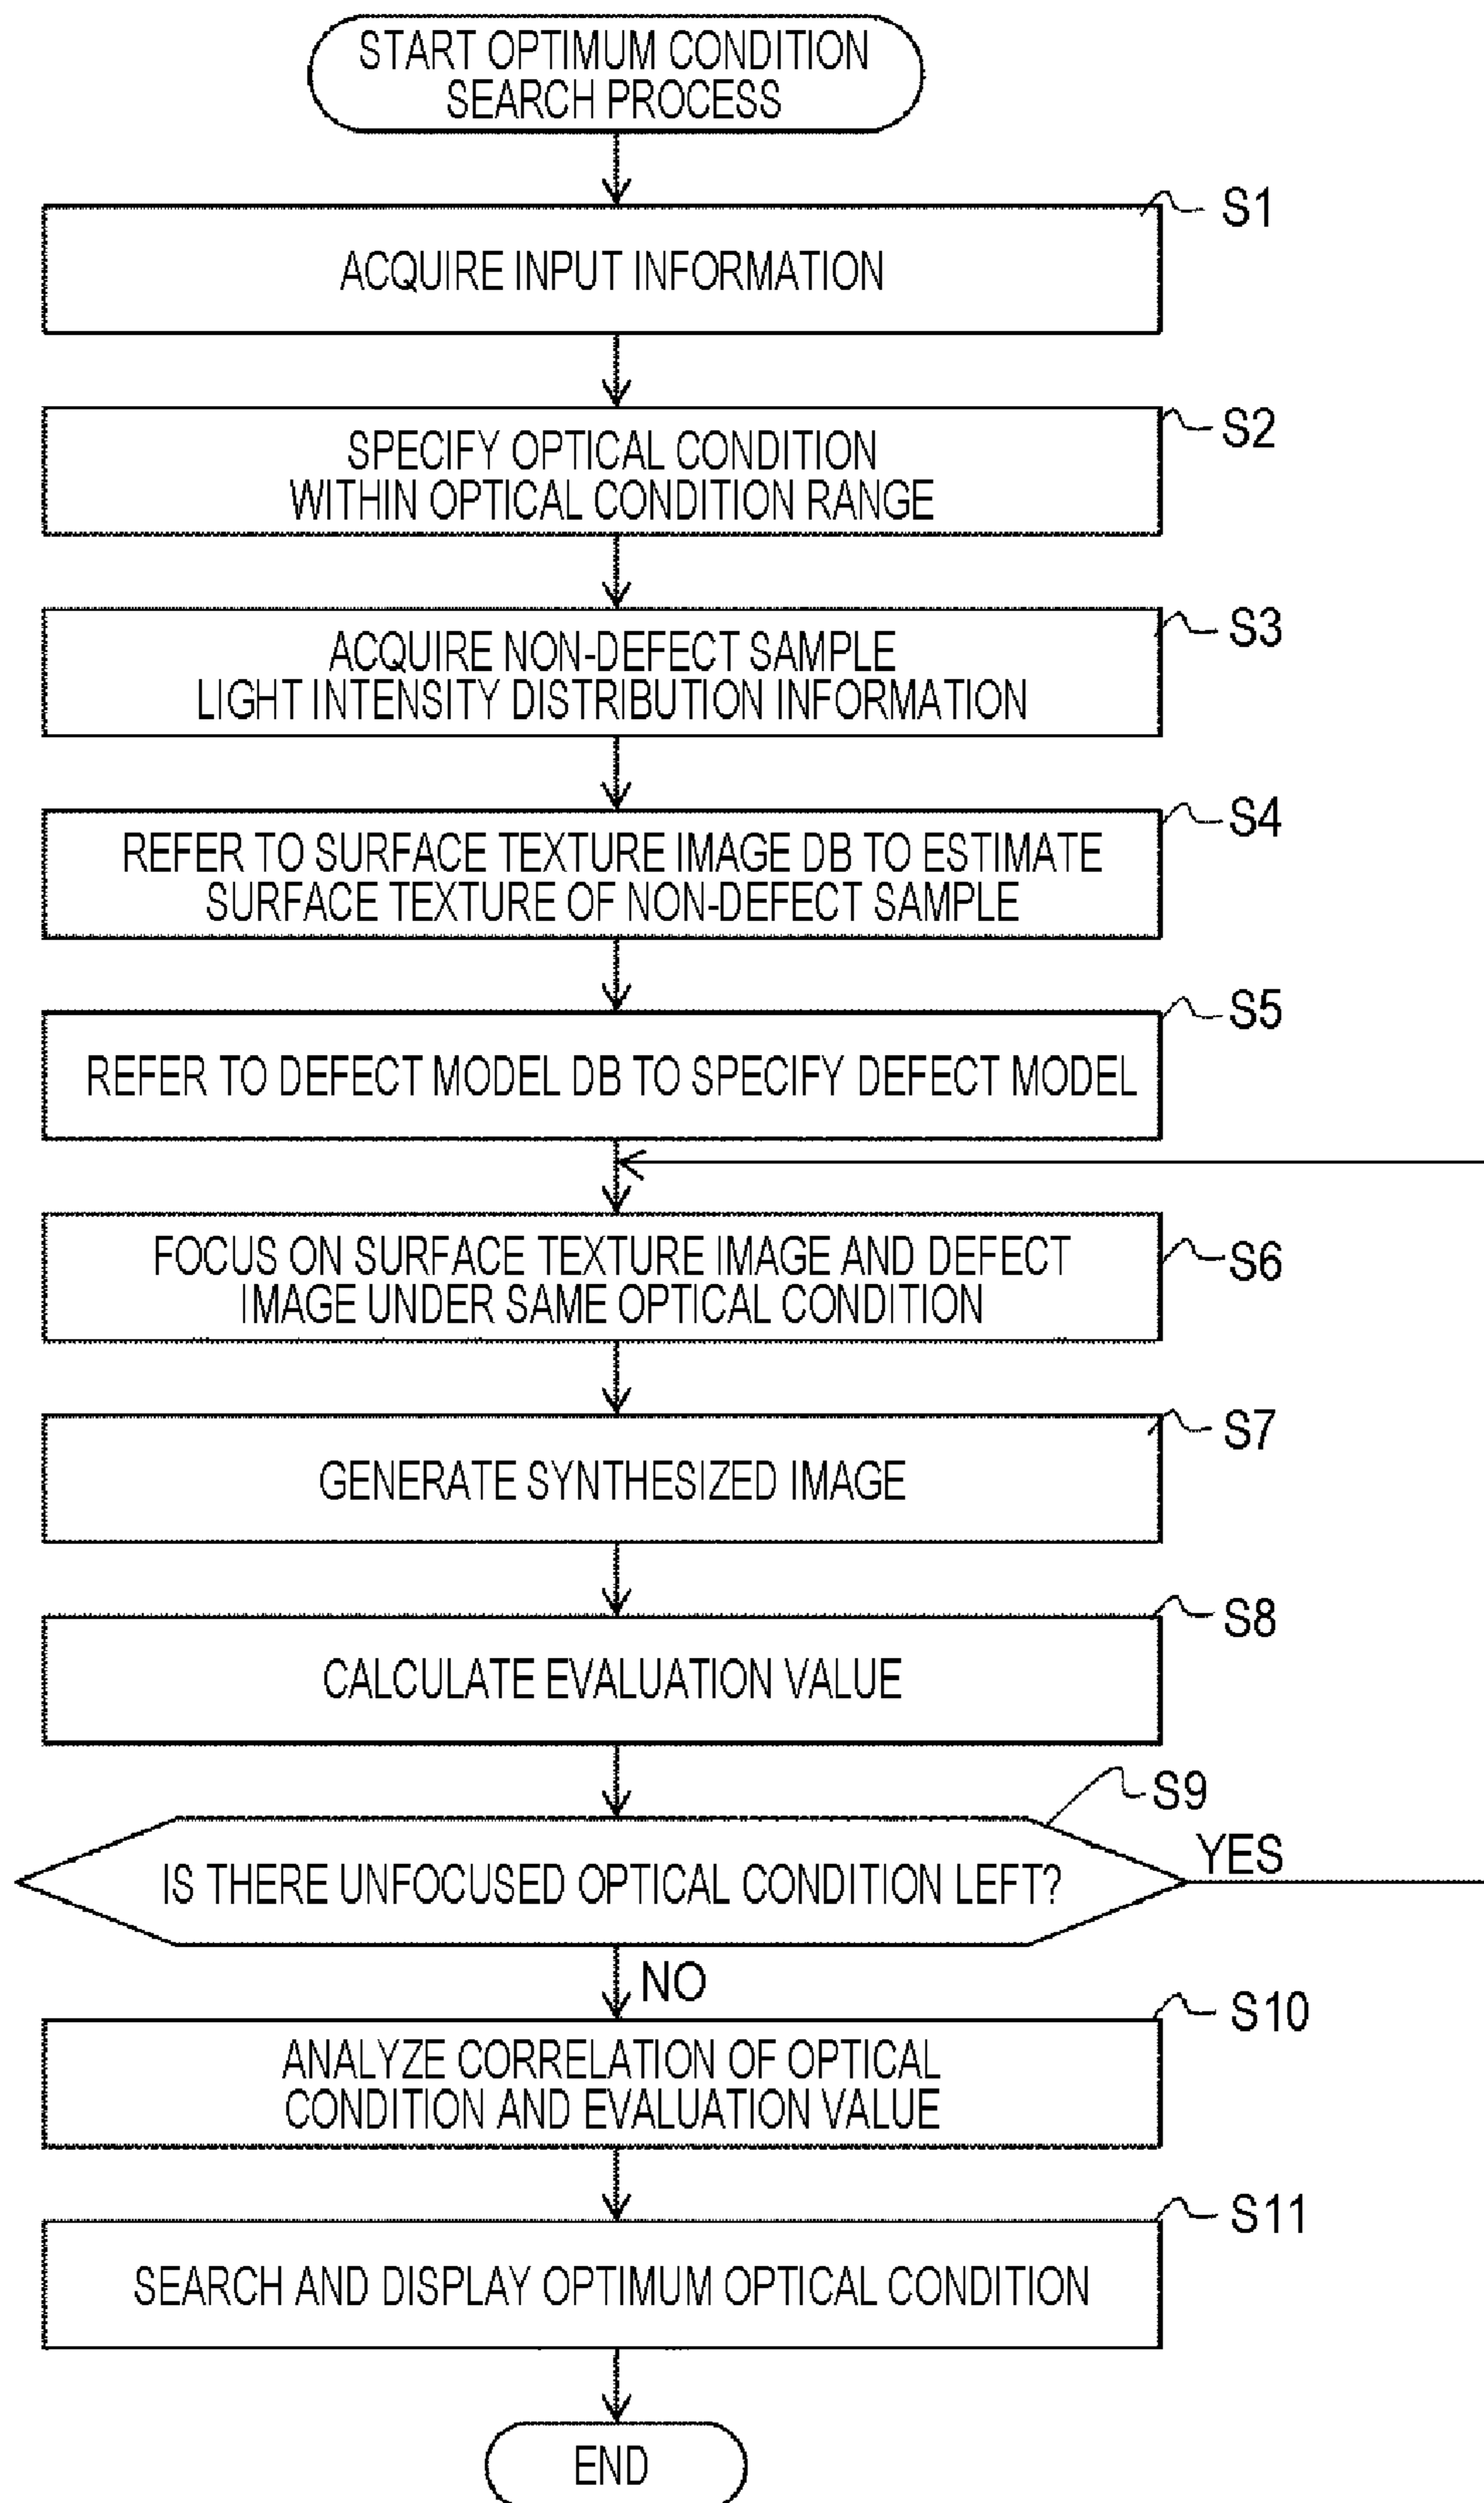 START OPTIMUM CONDITION
SEARCH PROCESS
S1
ACQUIRE INPUT INFORMATION
S2
SPECIFY OPTICAL CONDITION
WITHIN OPTICAL CONDITION RANGE
S3
ACQUIRE NON-DEFECT SAMPLE
LIGHT INTENSITY DISTRIBUTION INFORMATION
S4
REFER TO SURFACE TEXTURE IMAGE DB TO ESTIMATE
SURFACE TEXTURE OF NON-DEFECT SAMPLE
S5
REFER TO DEFECT MODEL DB TO SPECIFY DEFECT MODEL
S6
FOCUS ON SURFACE TEXTURE IMAGE AND DEFECT
IMAGE UNDER SAME OPTICAL CONDITION
S7
GENERATE SYNTHESIZED IMAGE
S8
CALCULATE EVALUATION VALUE
S9
YES
IS THERE UNFOCUSED OPTICAL CONDITION LEFT?
NO
S10
ANALYZE CORRELATION OF OPTICAL
CONDITION AND EVALUATION VALUE
S11
SEARCH AND DISPLAY OPTIMUM OPTICAL CONDITION
END